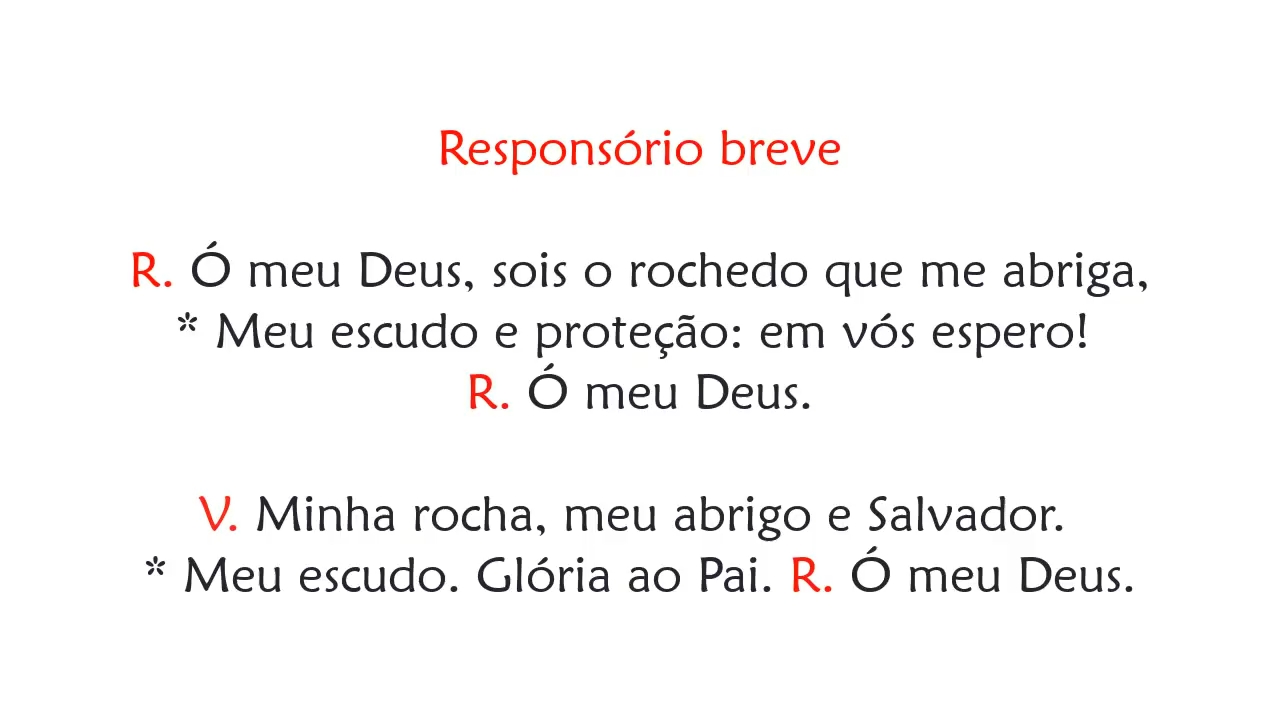 Responsório breve
R. Ó meu Deus, sois o rochedo que me abriga,
* Meu escudo e proteção: em vós espero!
R. Ó meu Deus.
V. Minha rocha, meu abrigo e Salvador.
* Meu escudo. Glória ao Pai. R. Ó meu Deus.